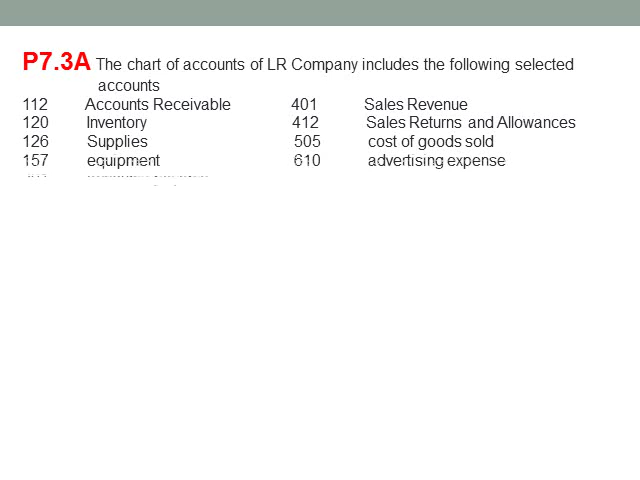 P7.3A The chart of accounts of LR Company includes the following selected
accounts
112 Accounts Receivable 401 Sales Revenue
120 Inventory 412 Sales Returns and Allowances
126 Supplies 505 cost of goods sold
157 equipment 610 advertising expense